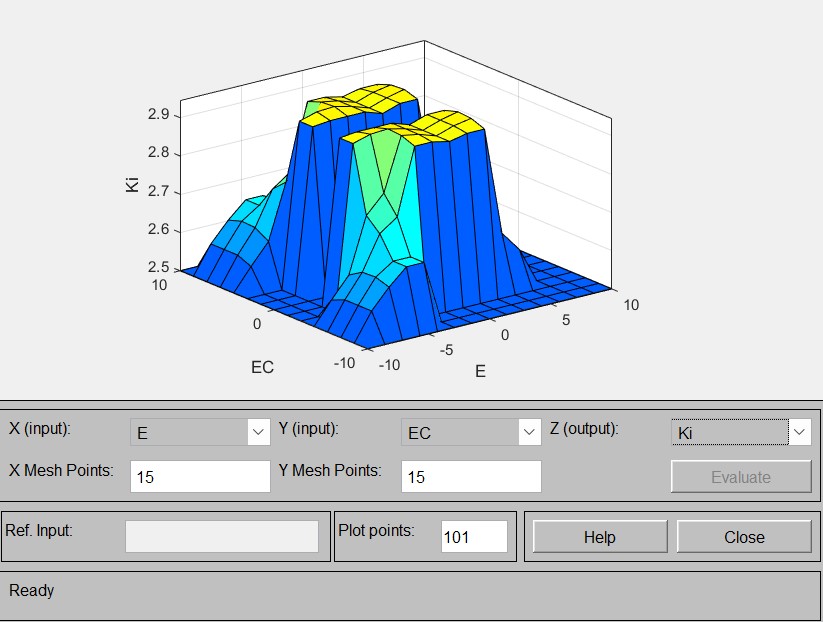 2.9
2.8
Ki
2.7
2.6
2.5
10
0
-10
EC
-10
-5
0
5
10
E
X (input): E Y (input): EC Z (output): Ki
X Mesh Points: 15 Y Mesh Points: 15 Evaluate
Ref. Input: Plot points: 101 Help Close
Ready